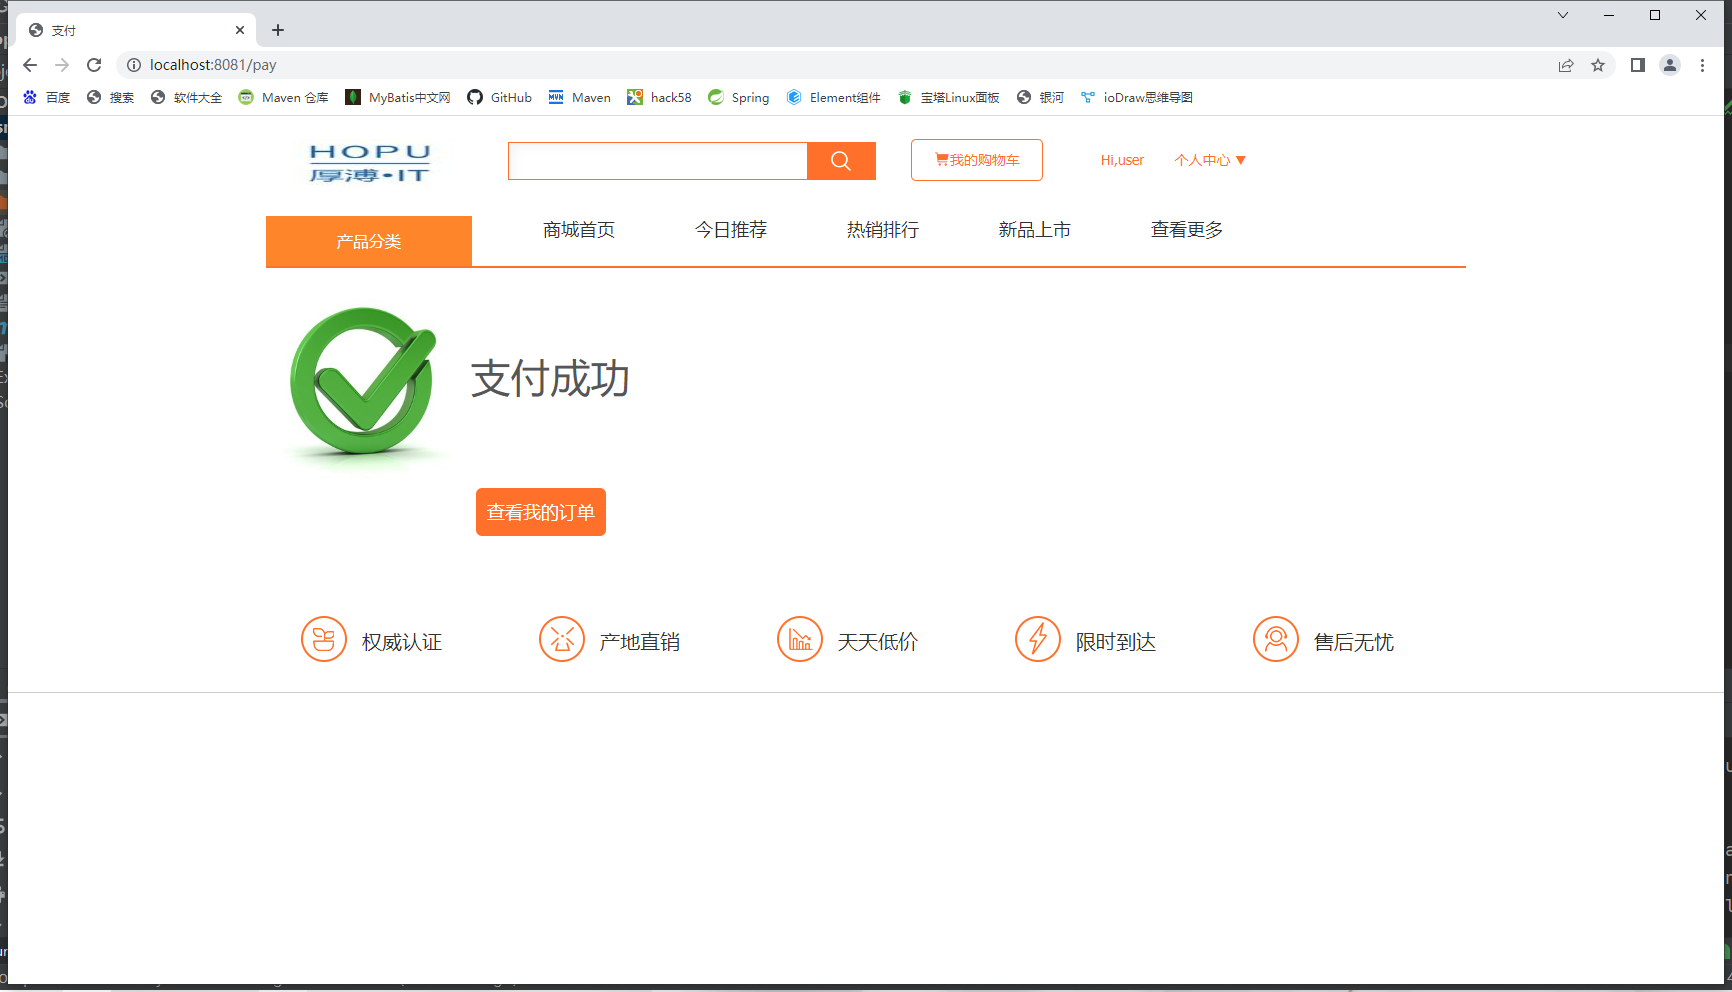 支付
localhost:8081/pay
百度 搜索 软件大全 Maven 仓库 MyBatis中文网 GitHub Maven hack58 Spring Element组件 宝塔Linux面板 银河 ioDraw思维导图
HOPU
厚溥•IT
我的购物车 Hi,user 个人中心 ▼
产品分类 商城首页 今日推荐 热销排行 新品上市 查看更多
支付成功
查看我的订单
权威认证 产地直销 天天低价 限时到达 售后无忧